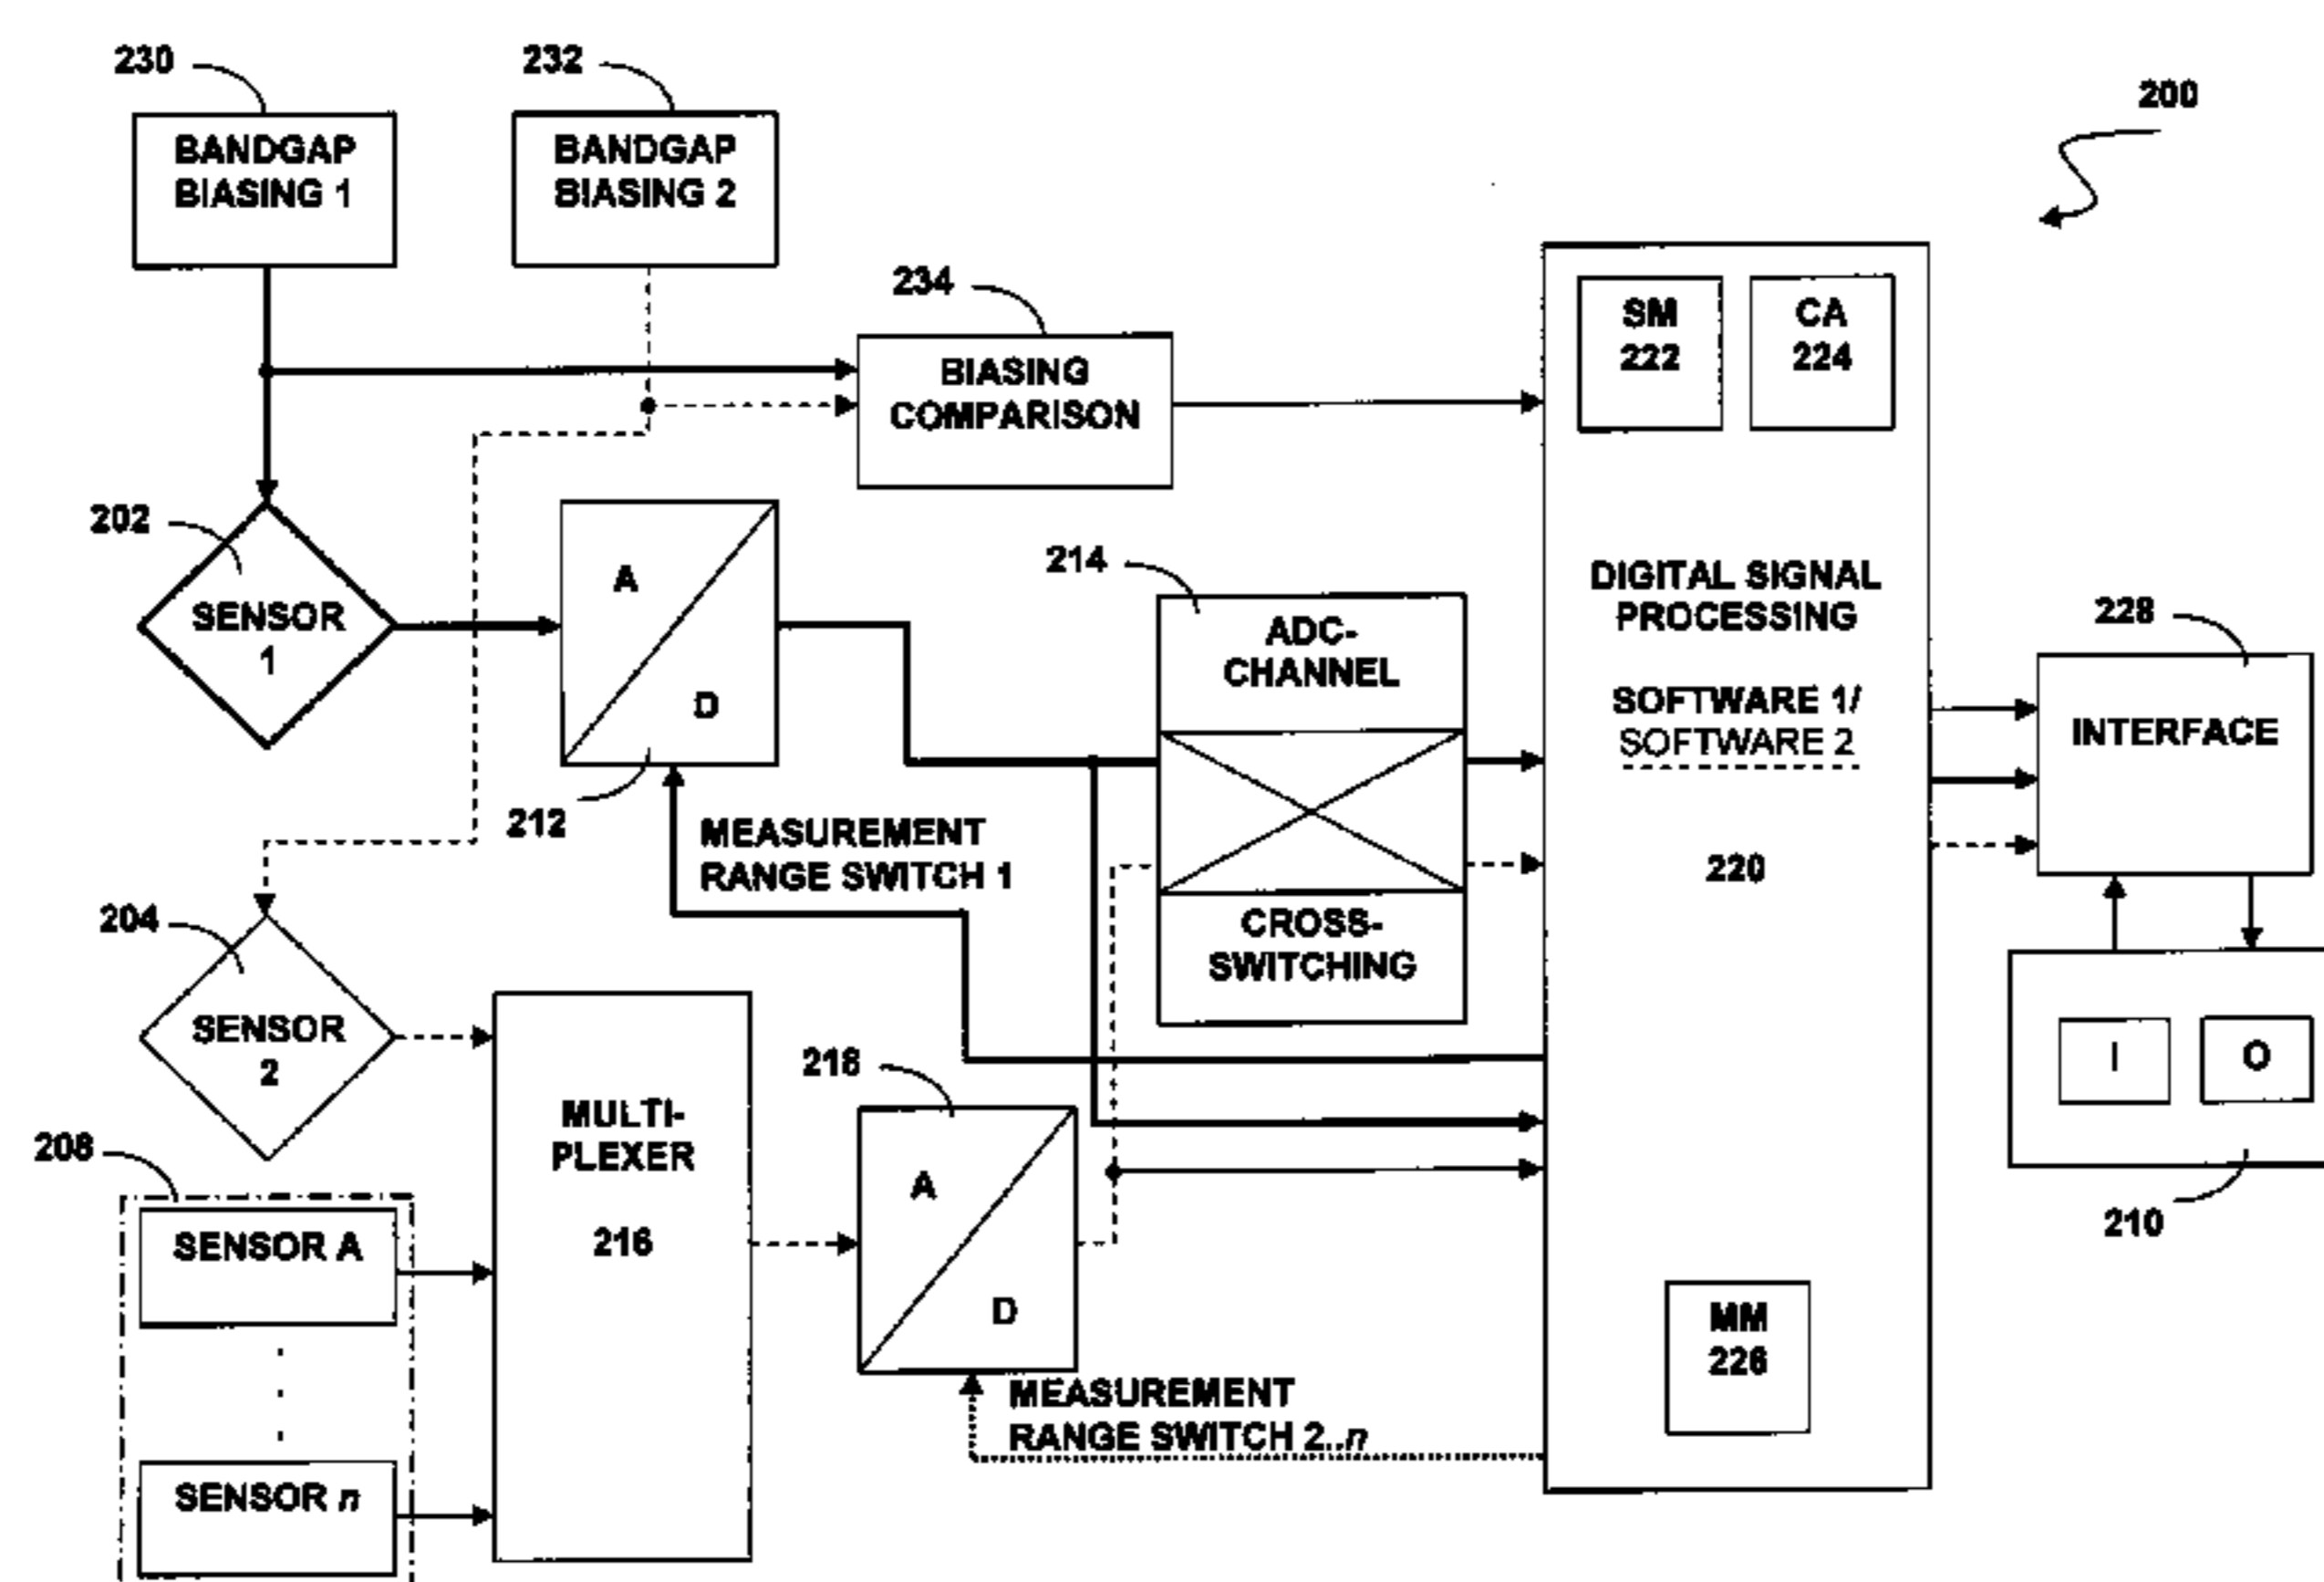 230
232
200
BANDGAP
BIASING 1
BANDGAP
BIASING 2
234
SM
222
CA
224
BIASING
COMPARISON
202
SENSOR
1
A
D
212
214
ADC-
CHANNEL
CROSS-
SWITCHING
DIGITAL SIGNAL
PROCESSING
SOFTWARE 1/
SOFTWARE 2
220
228
INTERFACE
MEASUREMENT
RANGE SWITCH 1
204
SENSOR
2
I
O
210
208
SENSOR A
SENSOR n
MULTI-
PLEXER
216
218
A
D
MEASUREMENT
RANGE SWITCH 2..n
MM
226